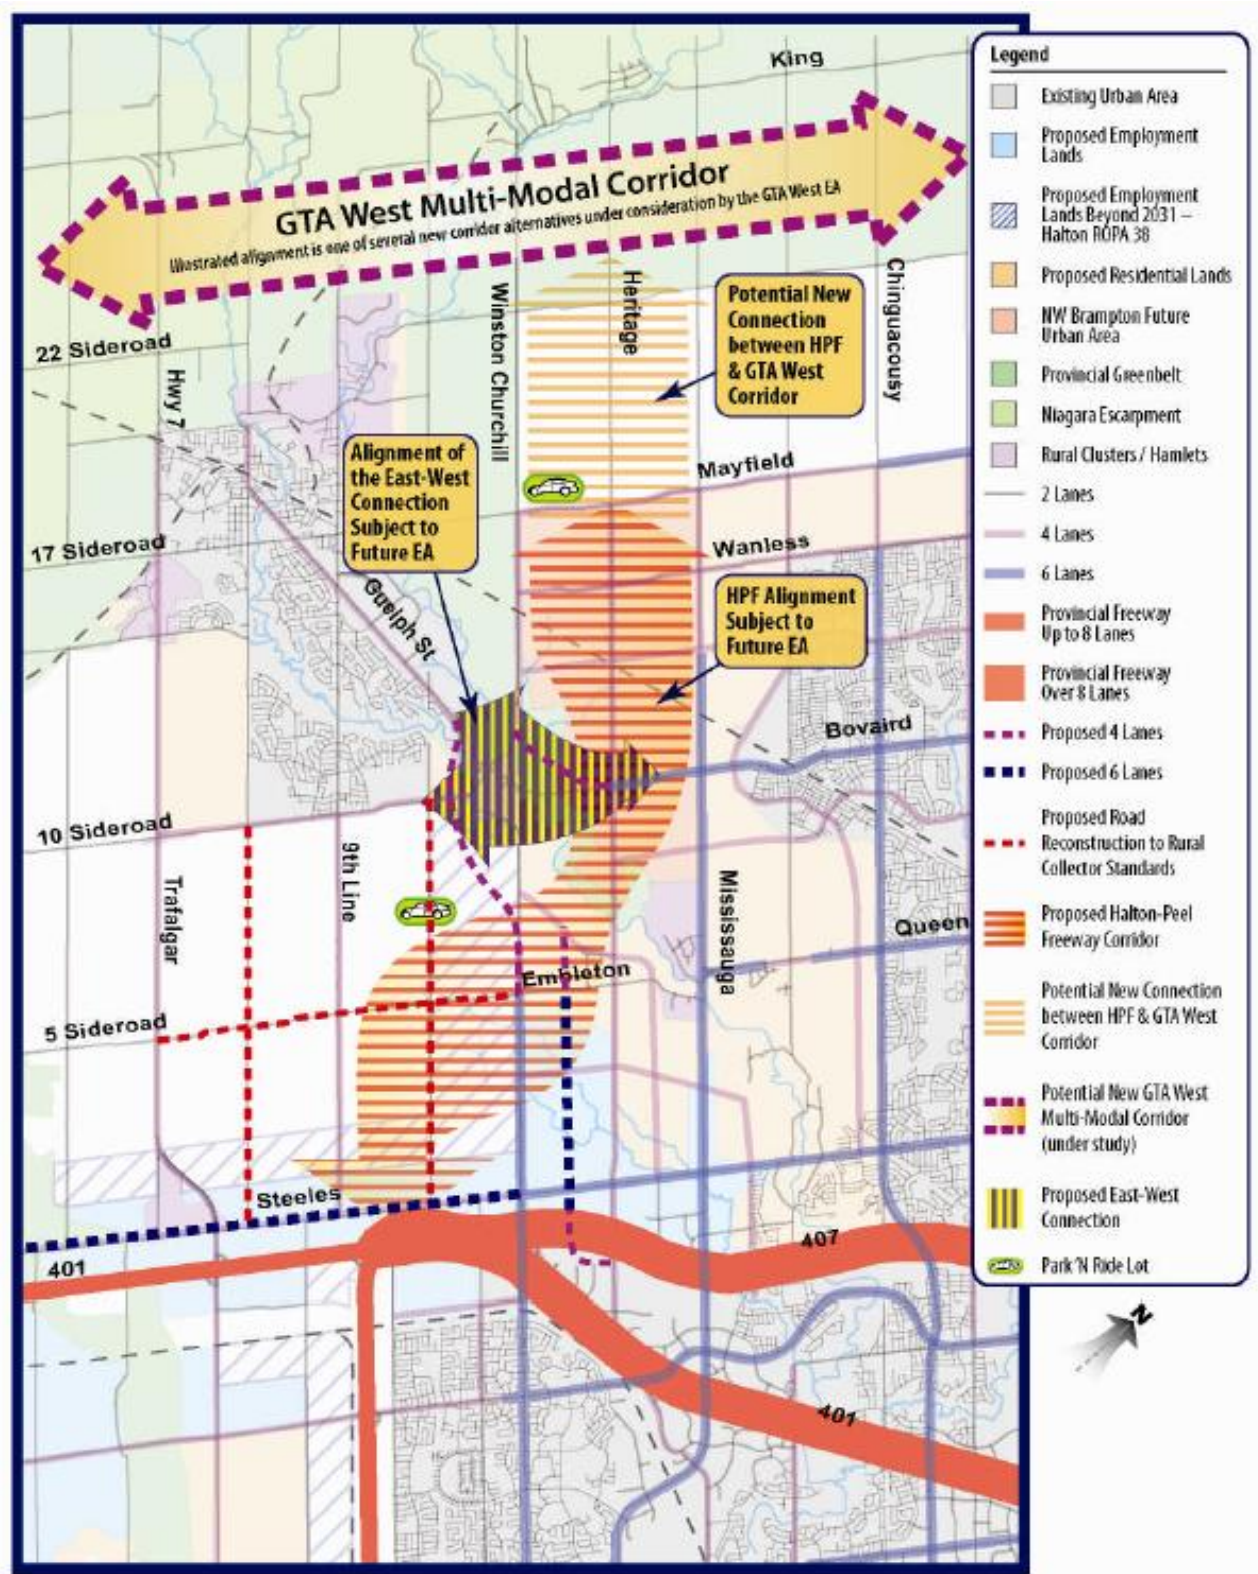 King
GTA West Multi-Modal Corridor
Illustrated alignment is one of several new corridor alternatives under consideration by the GTA West EA
Winston Churchill
Heritage
Chinguacousy
Potential New
Connection
between HPF
& GTA West
Corridor
22 Sideroad
Hwy 7
Alignment of
the East-West
Connection
Subject to
Future EA
Mayfield
17 Sideroad
Wanless
Guelph St
HPF Alignment
Subject to
Future EA
Bovaird
10 Sideroad
9th Line
Trafalgar
Mississauga
Queen
Embleton
5 Sideroad
Steeles
401
407
401
Legend
Existing Urban Area
Proposed Employment
Lands
Proposed Employment
Lands Beyond 2031 –
Halton ROPA 38
Proposed Residential Lands
NW Brampton Future
Urban Area
Provincial Greenbelt
Niagara Escarpment
Rural Clusters / Hamlets
2 Lanes
4 Lanes
6 Lanes
Provincial Freeway
Up to 8 Lanes
Provincial Freeway
Over 8 Lanes
Proposed 4 Lanes
Proposed 6 Lanes
Proposed Road
Reconstruction to Rural
Collector Standards
Proposed Halton-Peel
Freeway Corridor
Potential New Connection
between HPF & GTA West
Corridor
Potential New GTA West
Multi-Modal Corridor
(under study)
Proposed East-West
Connection
Park 'N Ride Lot
N